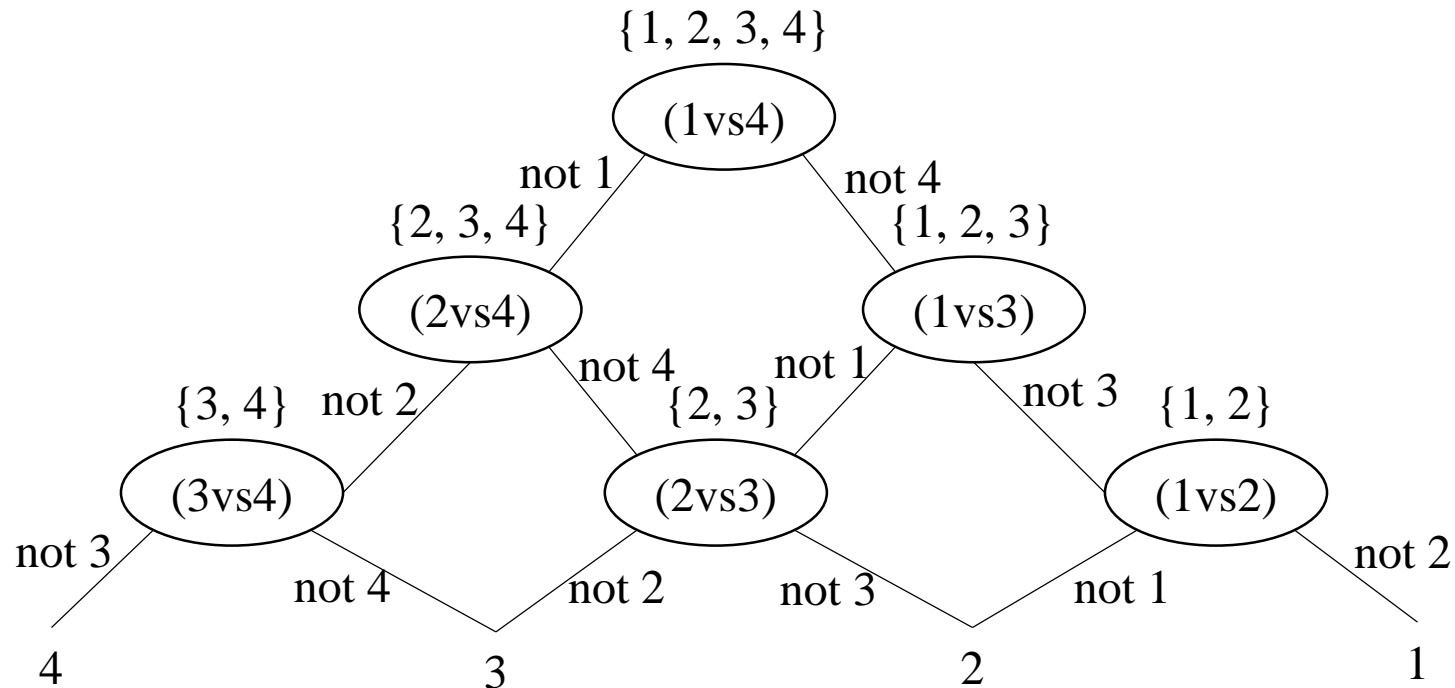 {1, 2, 3, 4}
(1vs4)
not 1
not 4
{2, 3, 4}
{1, 2, 3}
(2vs4)
(1vs3)
not 4
not 1
{3, 4}
not 2
{2, 3}
not 3
{1, 2}
(3vs4)
(2vs3)
(1vs2)
not 3
not 4
not 2
not 3
not 1
not 2
4
3
2
1